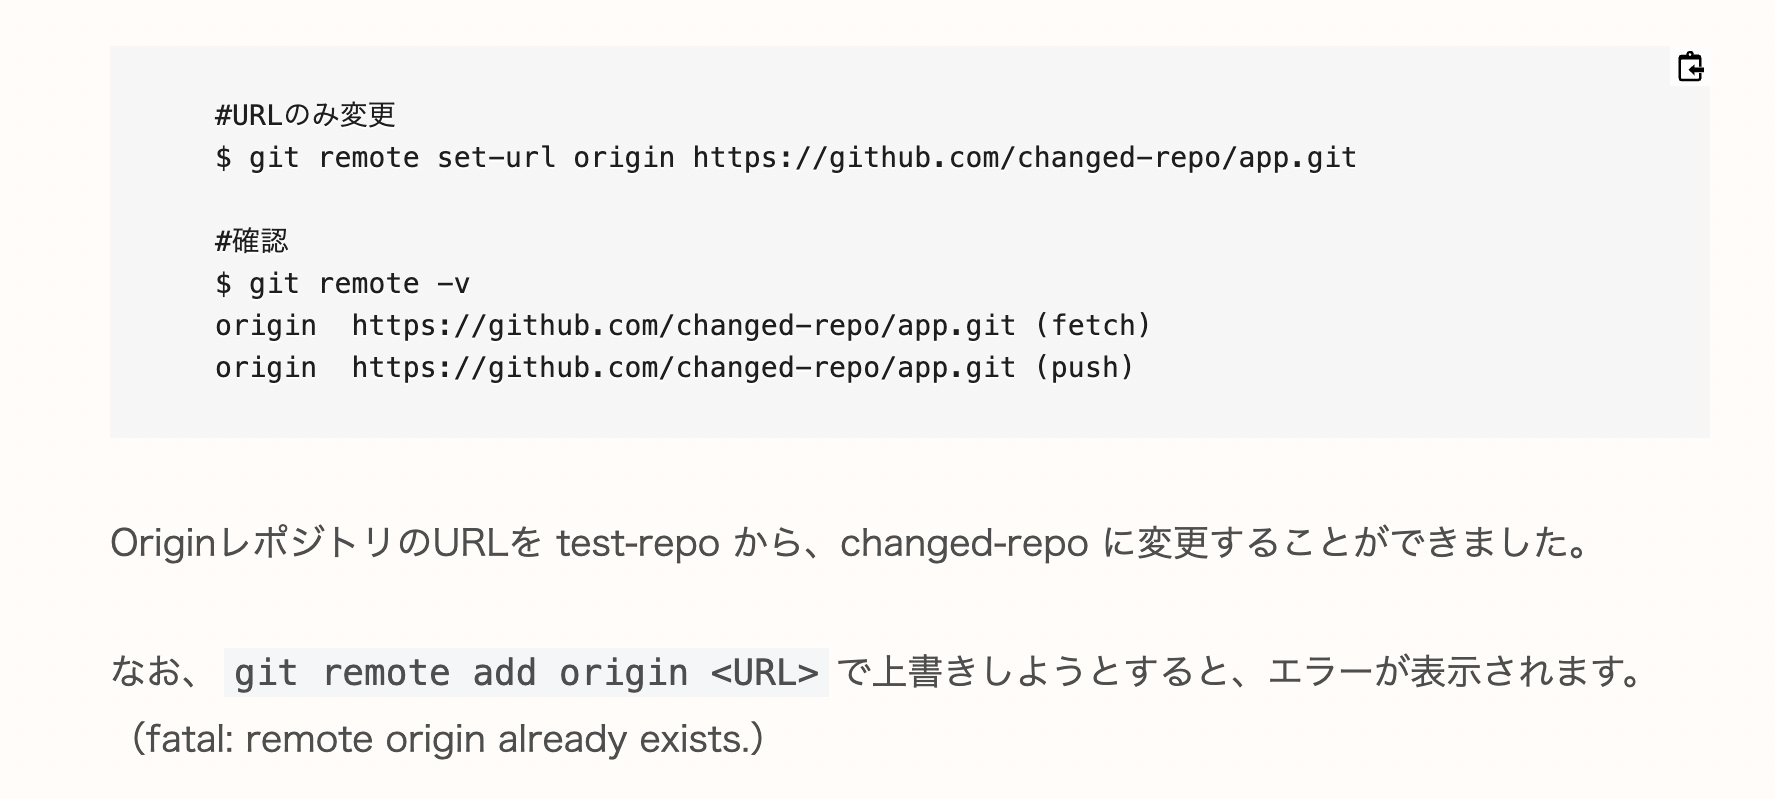 #URLのみ変更
$ git remote set-url origin https://github.com/changed-repo/app.git
#確認
$ git remote -v
origin  https://github.com/changed-repo/app.git (fetch)
origin  https://github.com/changed-repo/app.git (push)
OriginレポジトリのURLを test-repo から、changed-repo に変更することができました。
なお、 git remote add origin <URL> で上書きしようとすると、エラーが表示されます。
（fatal: remote origin already exists.）